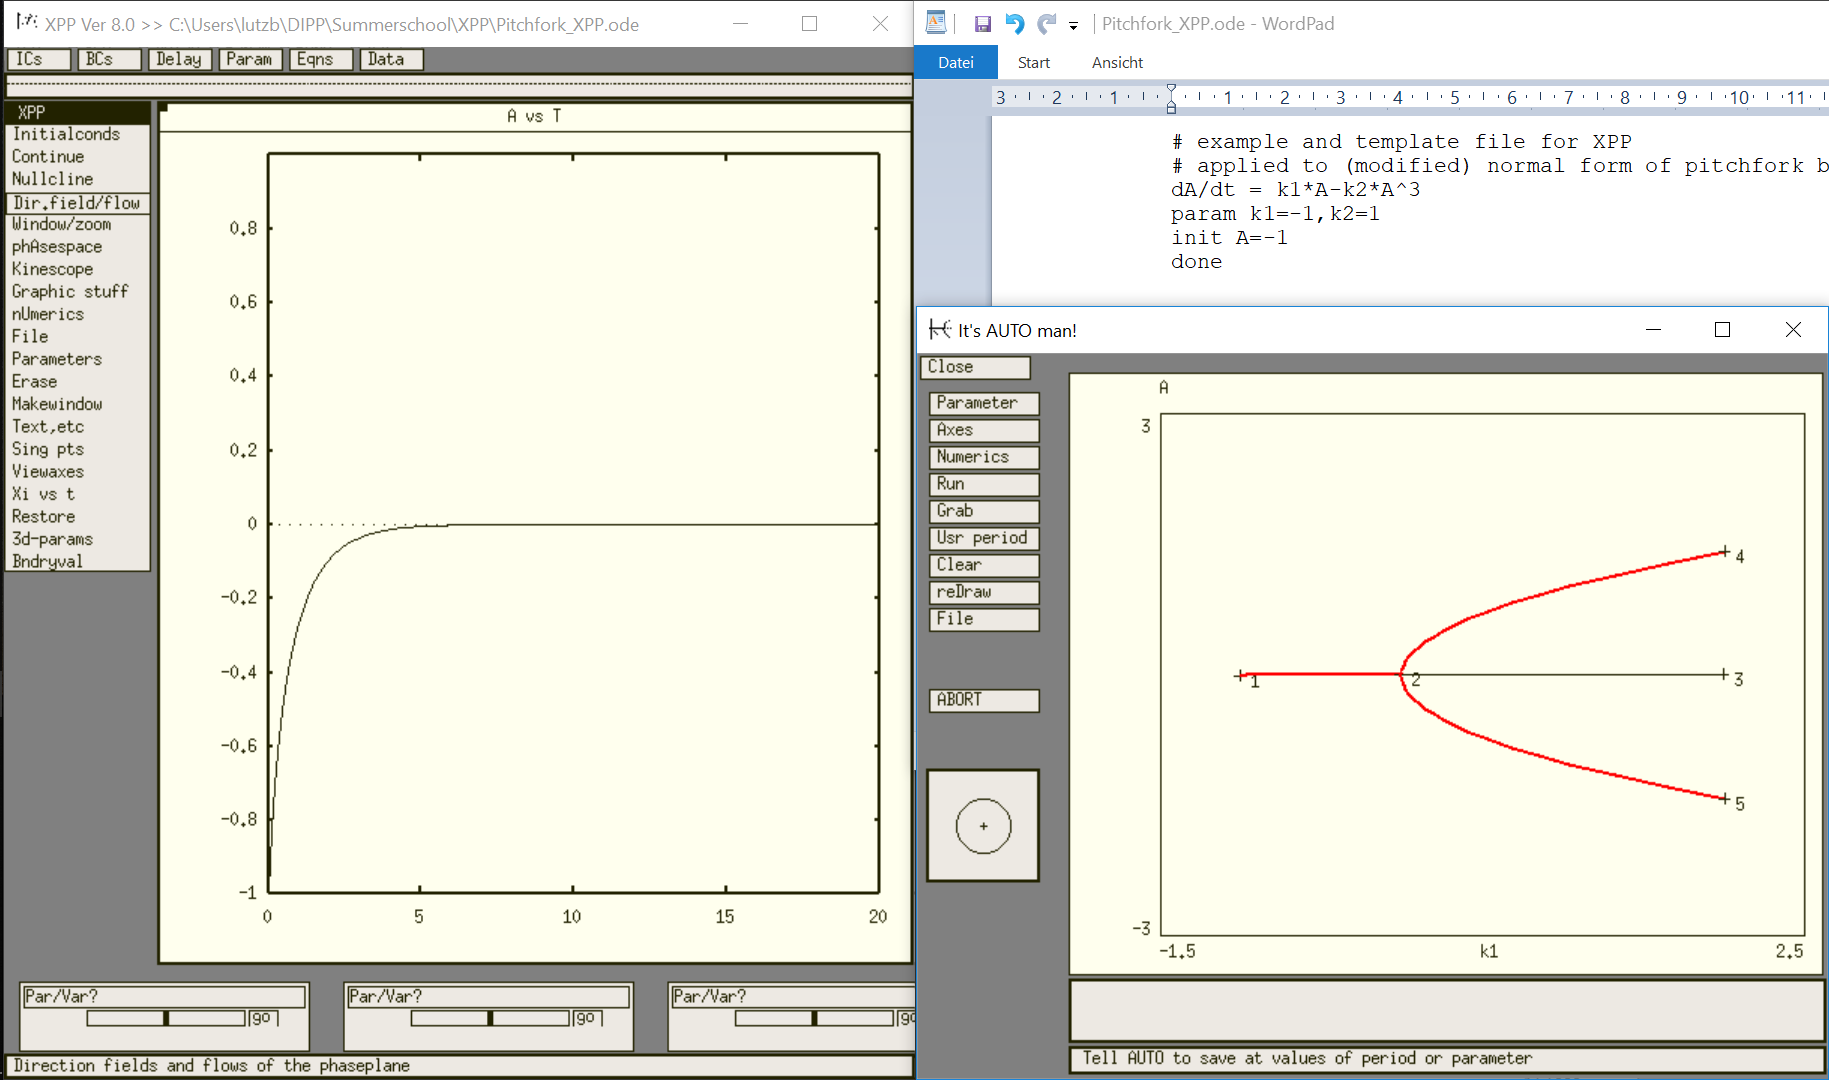 XPP Ver 8.0 >> C:\Users\lutzb\DIPP\Summerschool\XPP\Pitchfork_XPP.ode
ICs BCs Delay Param Eqns Data
XPP
Initialconds
Continue
Nullcline
Dir.field/flow
Window/zoom
phAsespace
Kinescope
Graphic stuff
nUmerics
File
Parameters
Erase
Makewindow
Text,etc
Sing pts
Viewaxes
Xi vs t
Restore
3d-params
Bndryval
A vs T
0.8
0.6
0.4
0.2
0
-0.2
-0.4
-0.6
-0.8
-1
0 5 10 15 20
Par/Var? Par/Var? Par/Var?
Direction fields and flows of the phaseplane
Pitchfork_XPP.ode - WordPad
Datei Start Ansicht
3 2 1 1 2 3 4 5 6 7 8 9 10 11
# example and template file for XPP
# applied to (modified) normal form of pitchfork b
dA/dt = k1*A-k2*A^3
param k1=-1,k2=1
init A=-1
done
It's AUTO man!
Close
Parameter
Axes
Numerics
Run
Grab
Usr period
Clear
reDraw
File
ABORT
A
3
4
1 2 3
5
-3
-1.5 k1 2.5
Tell AUTO to save at values of period or parameter